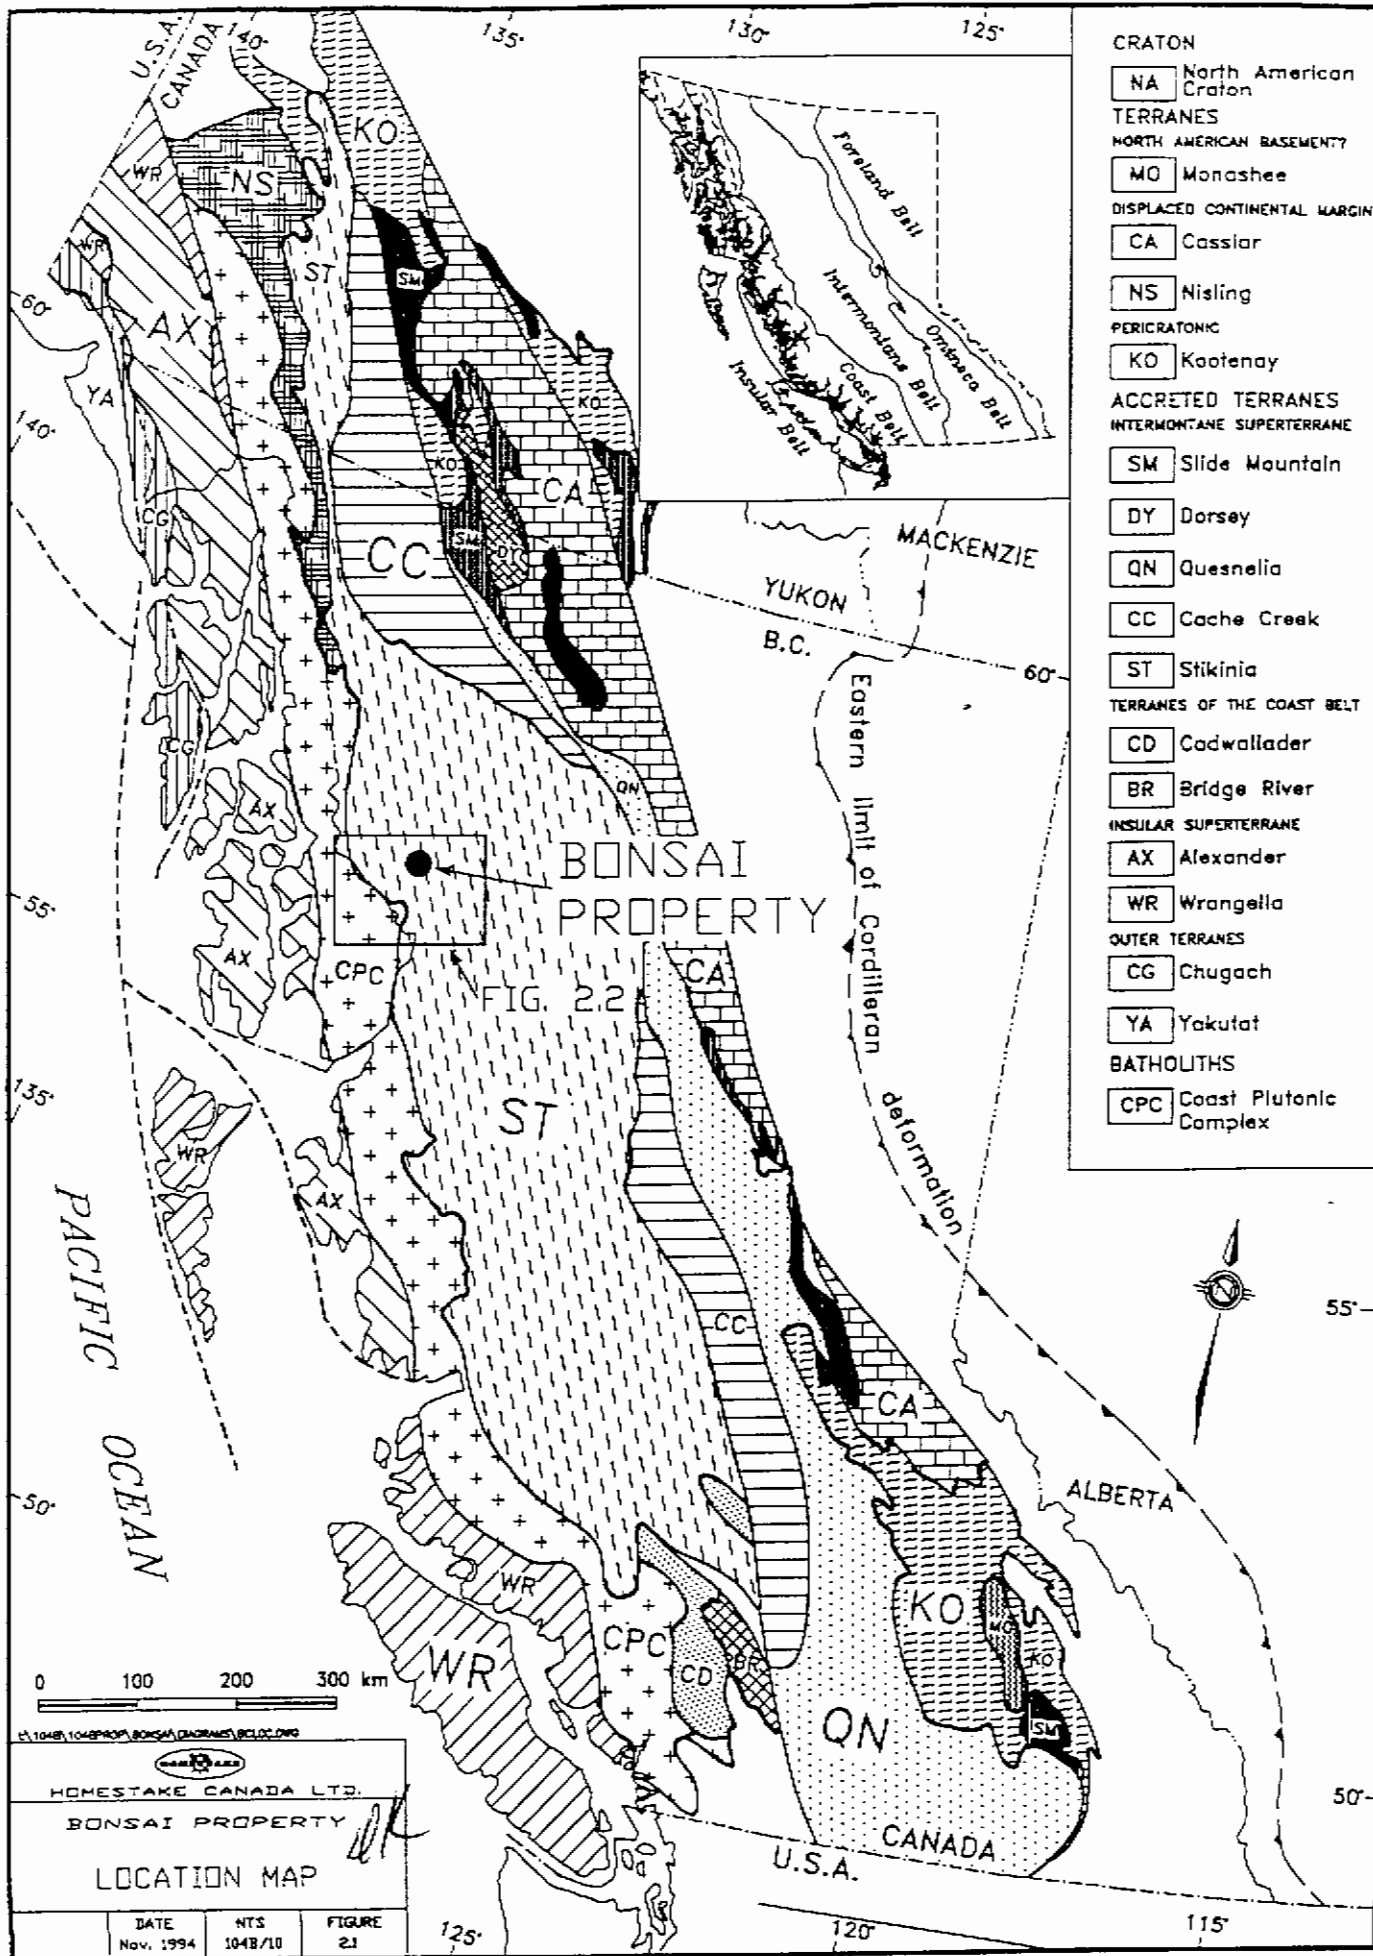 U.S.A.
CANADA
140°
135°
130°
125°
KO
WR
NS
WR
ST
SM
AX
60°
YA
140°
KO
KO
CA
CG
CC
SM
DY
CG
QN
AX
BONSAI
PROPERTY
55°
AX
CPC
FIG. 2.2
CA
135°
ST
WR
AX
CC
CA
PACIFIC
OCEAN
50°
WR
WR
CPC
CD
BR
KO
MO
KO
SM
QN
CANADA
U.S.A.
125°
120°
115°
50°
55°
60°
ALBERTA
MACKENZIE
YUKON
B.C.
Eastern limit of Cordilleran deformation
Foreland Belt
Omineca Belt
Intermontane Belt
Coast Belt
Insular Belt
N
CRATON
NA North American
Craton
TERRANES
NORTH AMERICAN BASEMENT?
MO Monashee
DISPLACED CONTINENTAL MARGIN
CA Cassiar
NS Nisling
PERICRATONIC
KO Kootenay
ACCRETED TERRANES
INTERMONTANE SUPERTERRANE
SM Slide Mountain
DY Dorsey
QN Quesnelia
CC Cache Creek
ST Stikinia
TERRANES OF THE COAST BELT
CD Cadwallader
BR Bridge River
INSULAR SUPERTERRANE
AX Alexander
WR Wrangellia
OUTER TERRANES
CG Chugach
YA Yakutat
BATHOLITHS
CPC Coast Plutonic
Complex
0 100 200 300 km
HOMESTAKE CANADA LTD.
BONSAI PROPERTY
LOCATION MAP
DATE
Nov. 1994
NTS
104B/10
FIGURE
2.1